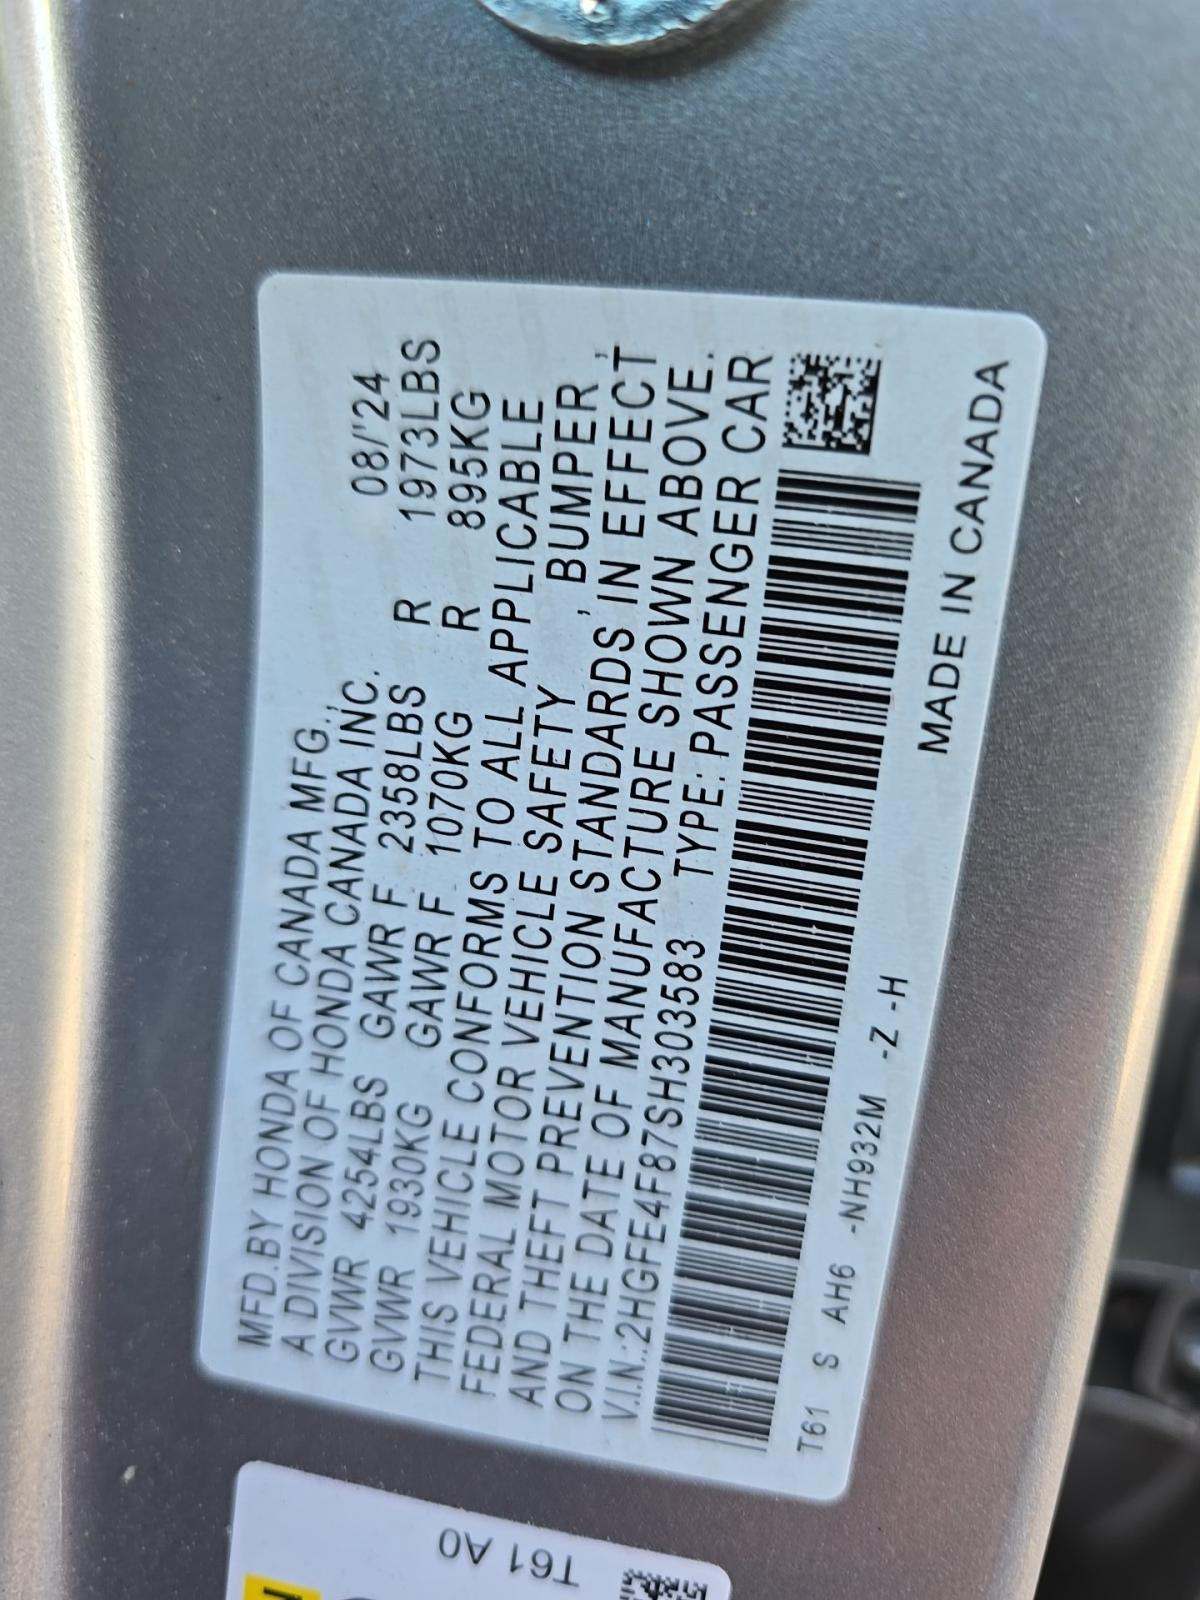 MFD.BY HONDA OF CANADA MFG.,
A DIVISION OF HONDA CANADA INC. 08/'24
GVWR 4254LBS GAWR F 2358LBS R 1973LBS
GVWR 1930KG GAWR F 1070KG R 895KG
THIS VEHICLE CONFORMS TO ALL APPLICABLE
FEDERAL MOTOR VEHICLE SAFETY , BUMPER ,
AND THEFT PREVENTION STANDARDS IN EFFECT
ON THE DATE OF MANUFACTURE SHOWN ABOVE.
V.I.N.:2HGFE4F87SH303583 TYPE: PASSENGER CAR
T61 S AH6 -NH932M -Z -H MADE IN CANADA
T61 A0